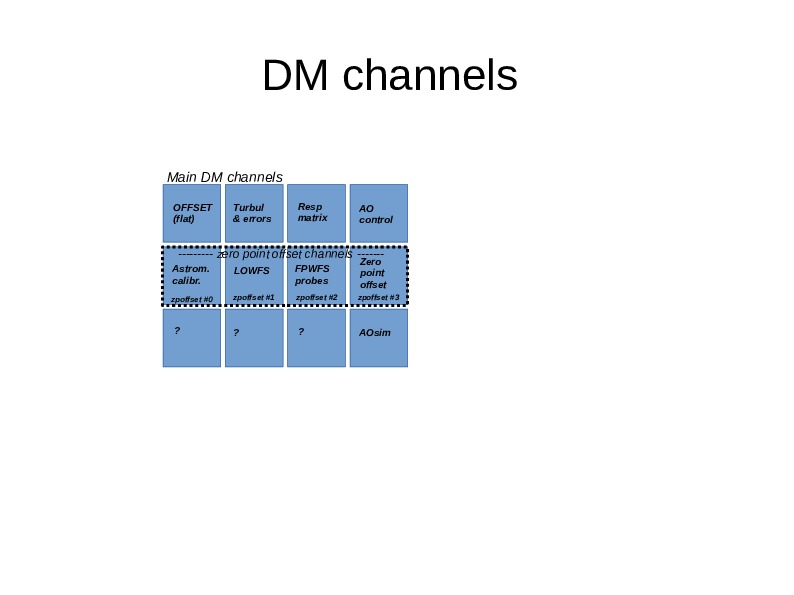 DM channels
Main DM channels
OFFSET
(flat)
Turbul
& errors
Resp
matrix
AO
control
--------- zero point offset channels -------
Astrom.
calibr.
zpoffset #0
LOWFS
zpoffset #1
FPWFS
probes
zpoffset #2
Zero
point
offset
zpoffset #3
?
?
?
AOsim